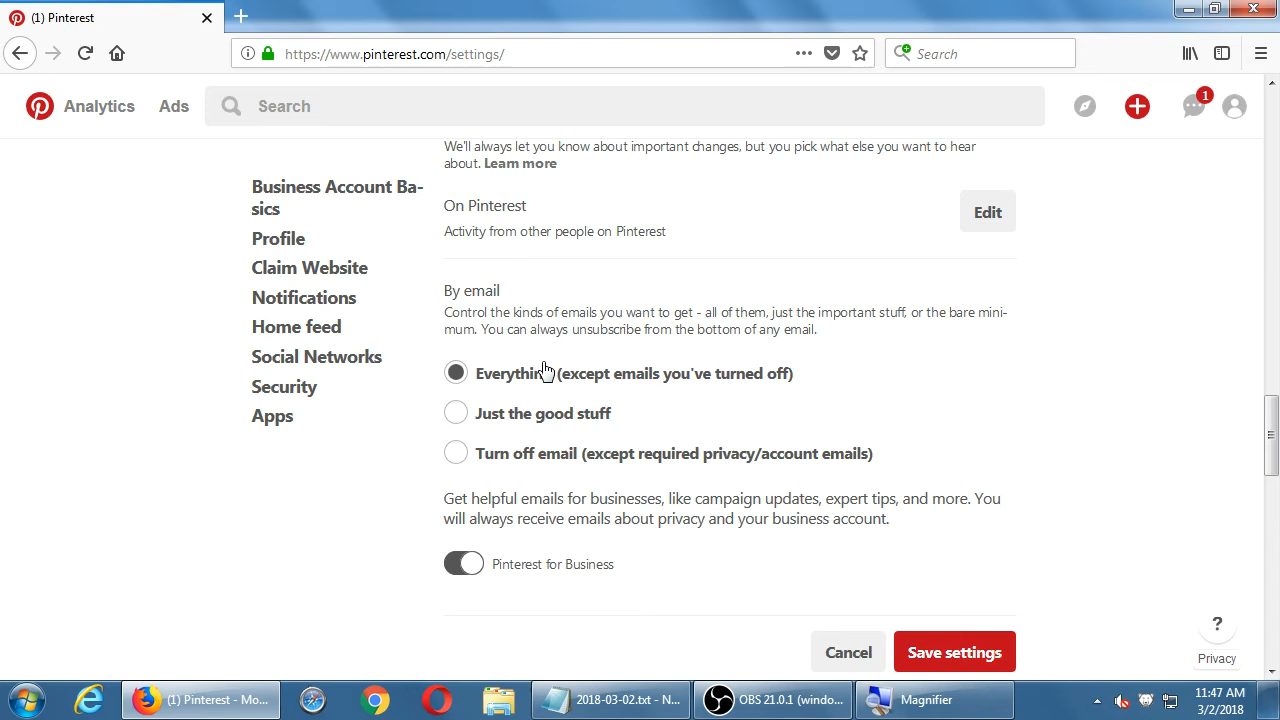 (1) Pinterest
https://www.pinterest.com/settings/
Search
Analytics
Ads
Search
1
We'll always let you know about important changes, but you pick what else you want to hear
about. Learn more
Business Account Ba-
sics
Profile
Claim Website
Notifications
Home feed
Social Networks
Security
Apps
On Pinterest
Activity from other people on Pinterest
Edit
By email
Control the kinds of emails you want to get - all of them, just the important stuff, or the bare mini-
mum. You can always unsubscribe from the bottom of any email.
Everything (except emails you've turned off)
Just the good stuff
Turn off email (except required privacy/account emails)
Get helpful emails for businesses, like campaign updates, expert tips, and more. You
will always receive emails about privacy and your business account.
Pinterest for Business
Cancel
Save settings
?
Privacy
(1) Pinterest - Mo...
2018-03-02.txt - N...
OBS 21.0.1 (windo...
Magnifier
11:47 AM
3/2/2018